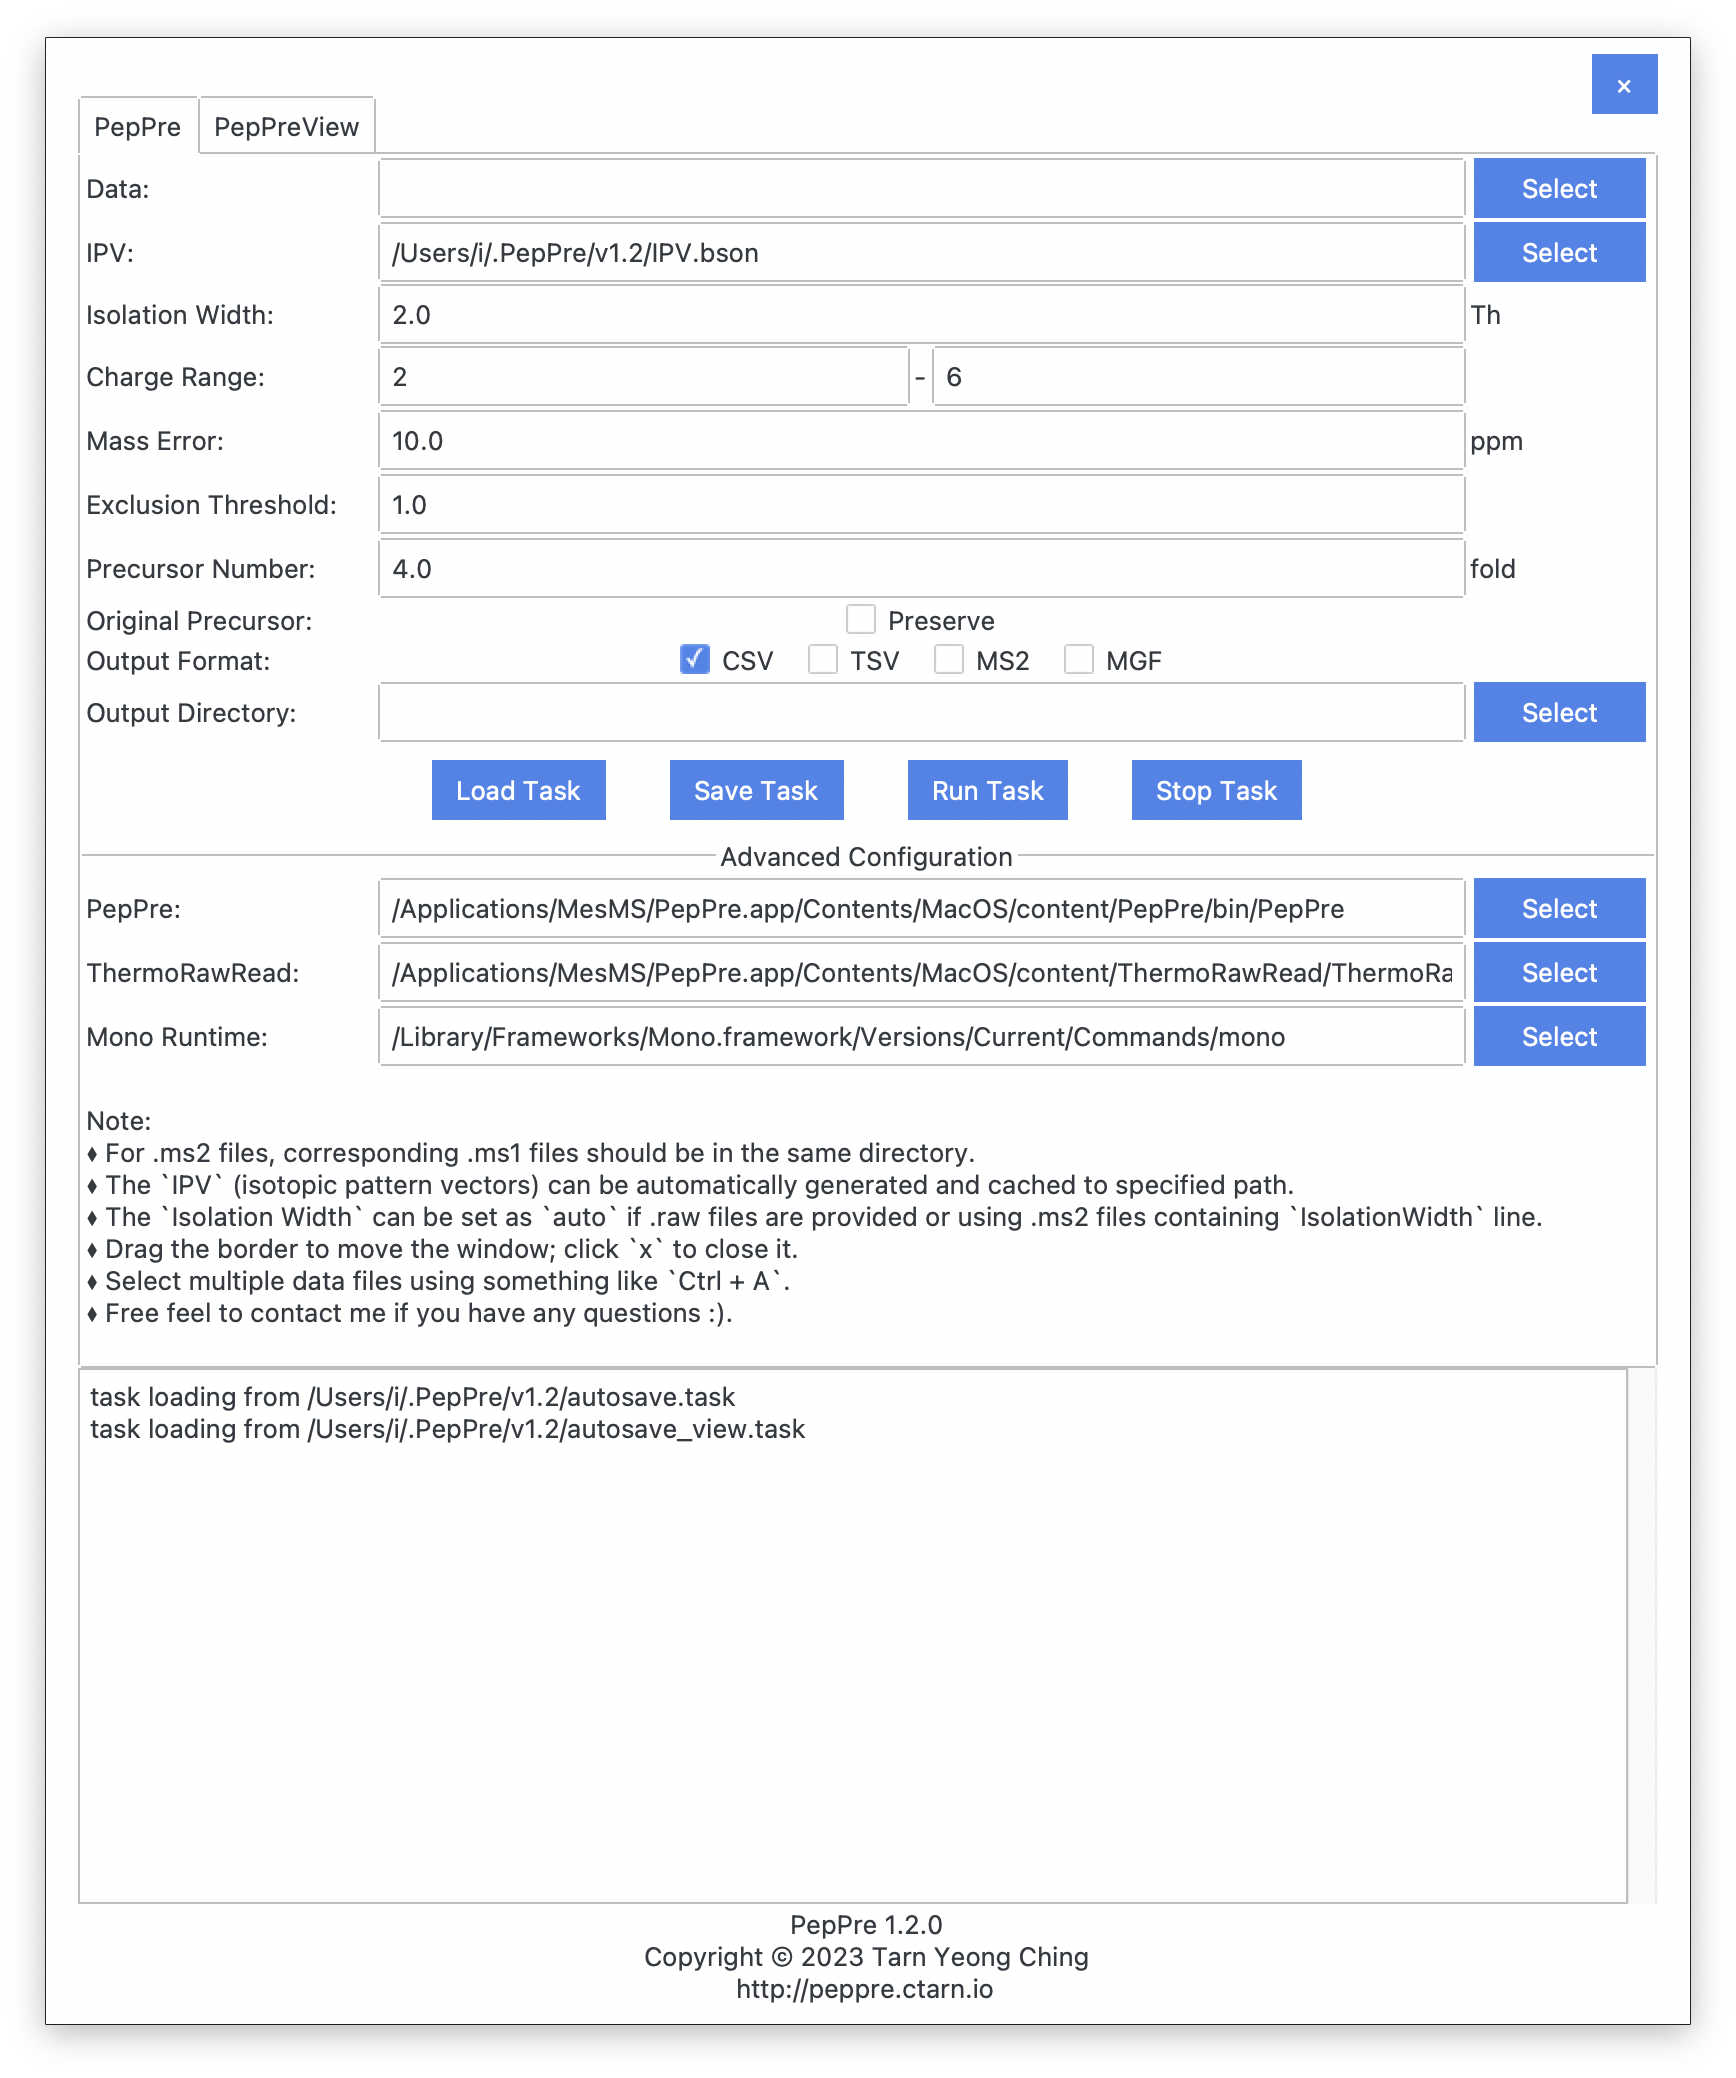 ×
PepPre PepPreView
Data: Select
IPV: /Users/i/.PepPre/v1.2/IPV.bson Select
Isolation Width: 2.0 Th
Charge Range: 2 - 6
Mass Error: 10.0 ppm
Exclusion Threshold: 1.0
Precursor Number: 4.0 fold
Original Precursor: Preserve
Output Format: CSV TSV MS2 MGF
Output Directory: Select
Load Task Save Task Run Task Stop Task
Advanced Configuration
PepPre: /Applications/MesMS/PepPre.app/Contents/MacOS/content/PepPre/bin/PepPre Select
ThermoRawRead: /Applications/MesMS/PepPre.app/Contents/MacOS/content/ThermoRawRead/ThermoRa Select
Mono Runtime: /Library/Frameworks/Mono.framework/Versions/Current/Commands/mono Select
Note:
♦ For .ms2 files, corresponding .ms1 files should be in the same directory.
♦ The `IPV` (isotopic pattern vectors) can be automatically generated and cached to specified path.
♦ The `Isolation Width` can be set as `auto` if .raw files are provided or using .ms2 files containing `IsolationWidth` line.
♦ Drag the border to move the window; click `x` to close it.
♦ Select multiple data files using something like `Ctrl + A`.
♦ Free feel to contact me if you have any questions :).
task loading from /Users/i/.PepPre/v1.2/autosave.task
task loading from /Users/i/.PepPre/v1.2/autosave_view.task
PepPre 1.2.0
Copyright © 2023 Tarn Yeong Ching
http://peppre.ctarn.io